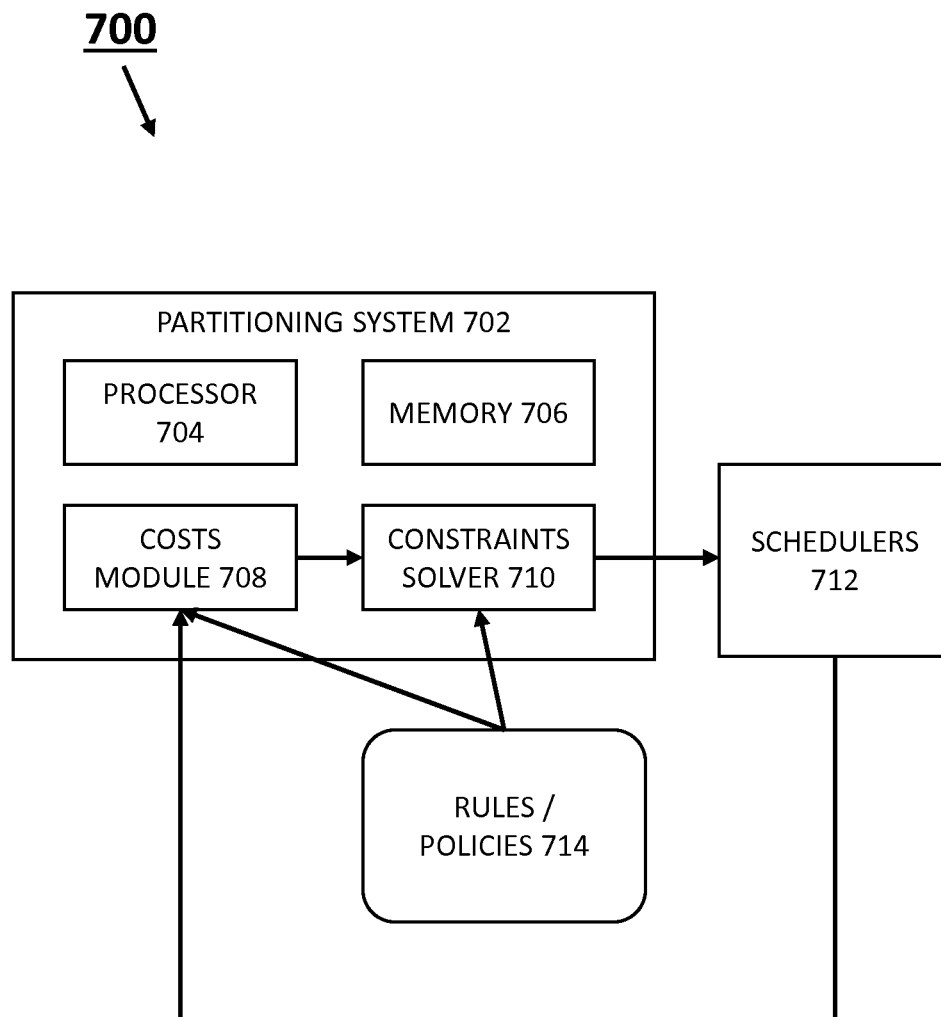 700
PARTITIONING SYSTEM 702
PROCESSOR
704
MEMORY 706
COSTS
MODULE 708
CONSTRAINTS
SOLVER 710
SCHEDULERS
712
RULES /
POLICIES 714